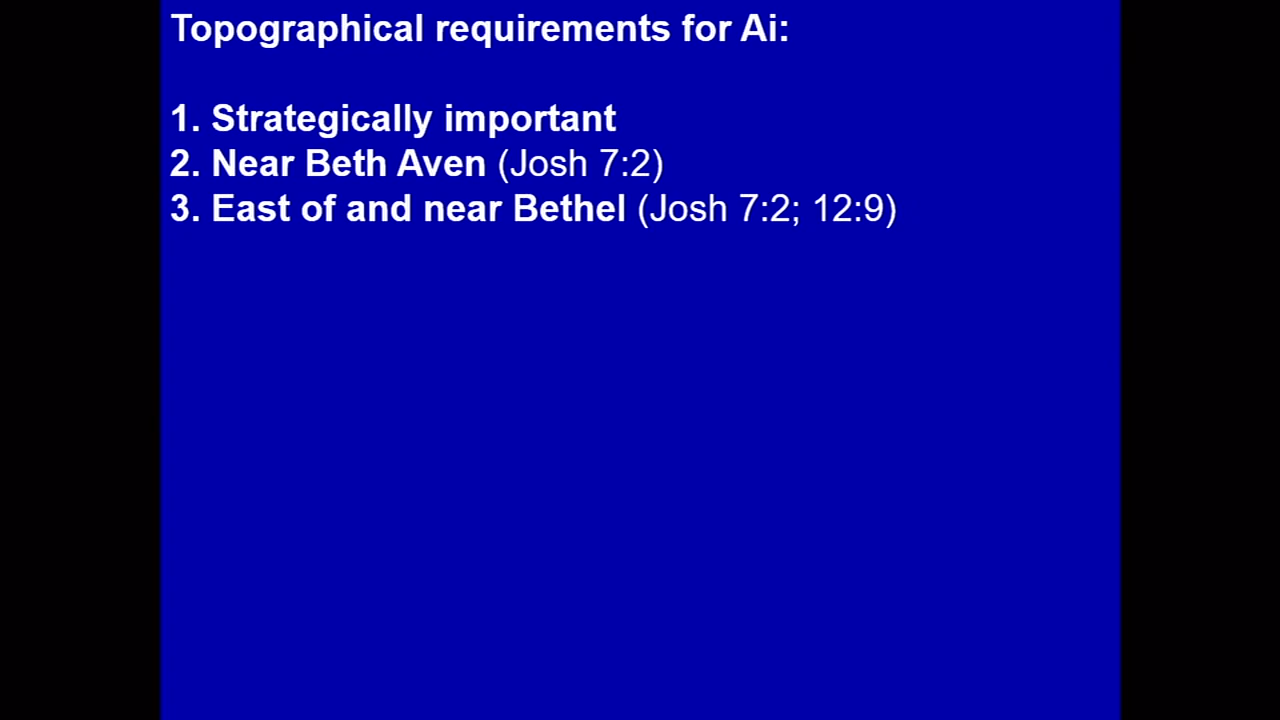 Topographical requirements for Ai:
1. Strategically important
2. Near Beth Aven (Josh 7:2)
3. East of and near Bethel (Josh 7:2; 12:9)